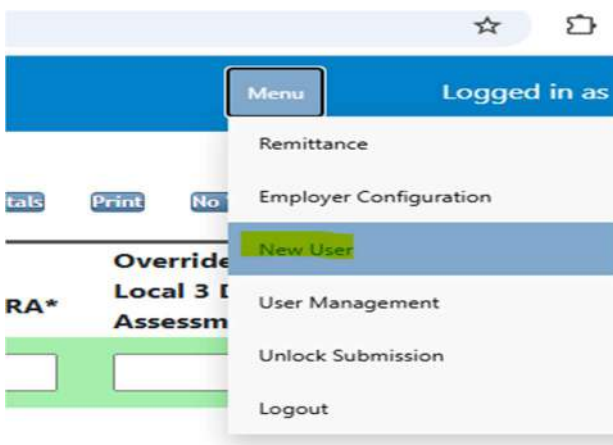 Menu Logged in as
Remittance
tals Print No Employer Configuration
New User
Override
RA* Local 3 D User Management
Assessm
Unlock Submission
Logout